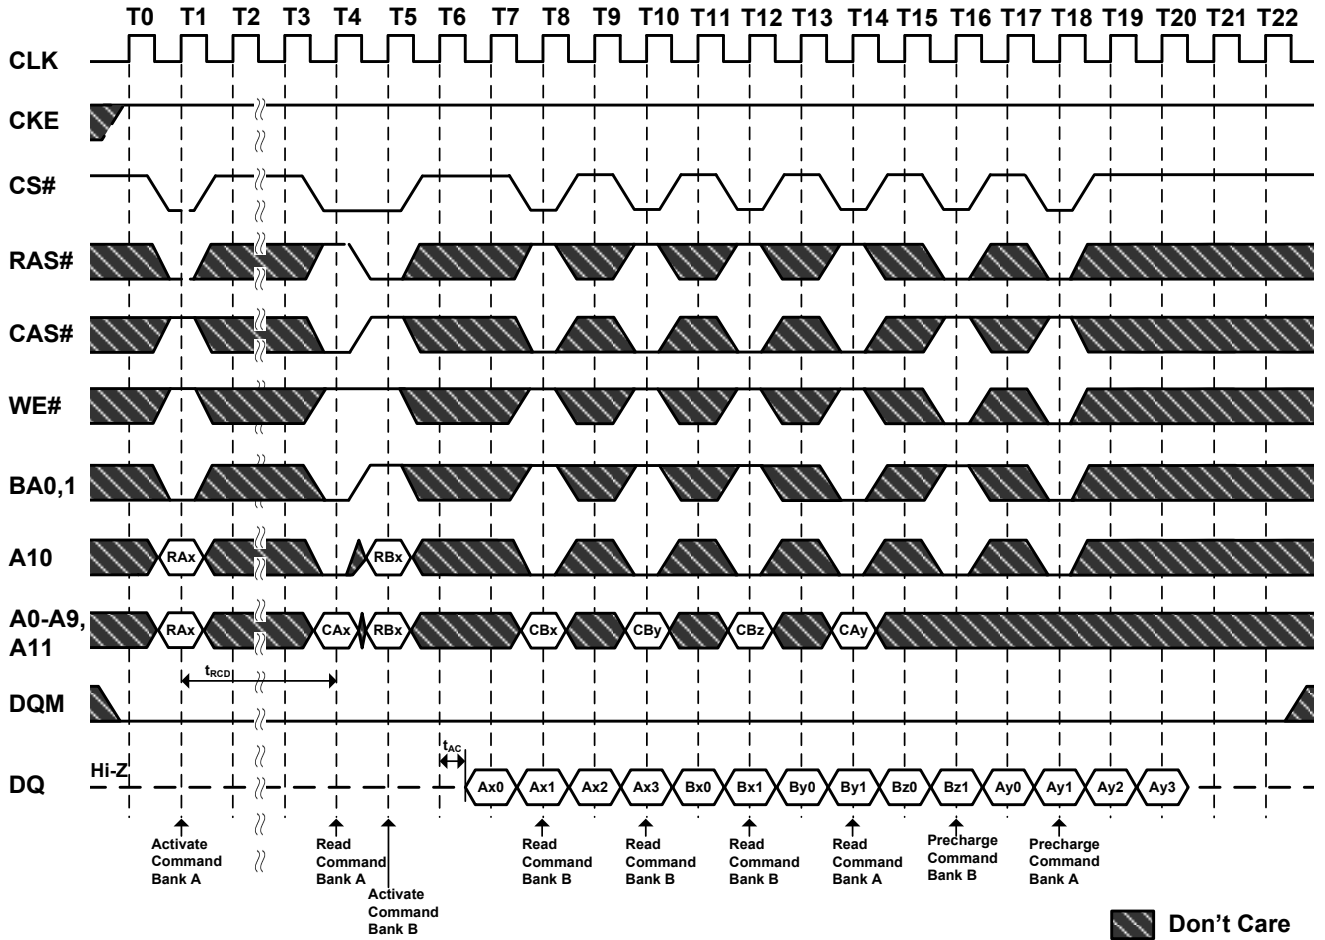 T0 T1 T2 T3 T4 T5 T6 T7 T8 T9 T10 T11 T12 T13 T14 T15 T16 T17 T18 T19 T20 T21 T22
CLK
CKE
CS#
RAS#
CAS#
WE#
BA0,1
A10
RAx RBx
A0-A9,
A11
RAx CAx RBx CBx CBy CBz CAy
tRCD
DQM
tAC
Hi-Z
DQ
Ax0 Ax1 Ax2 Ax3 Bx0 Bx1 By0 By1 Bz0 Bz1 Ay0 Ay1 Ay2 Ay3
Activate
Command
Bank A
Read
Command
Bank A
Activate
Command
Bank B
Read
Command
Bank B
Read
Command
Bank B
Read
Command
Bank B
Read
Command
Bank A
Precharge
Command
Bank B
Precharge
Command
Bank A
Don't Care